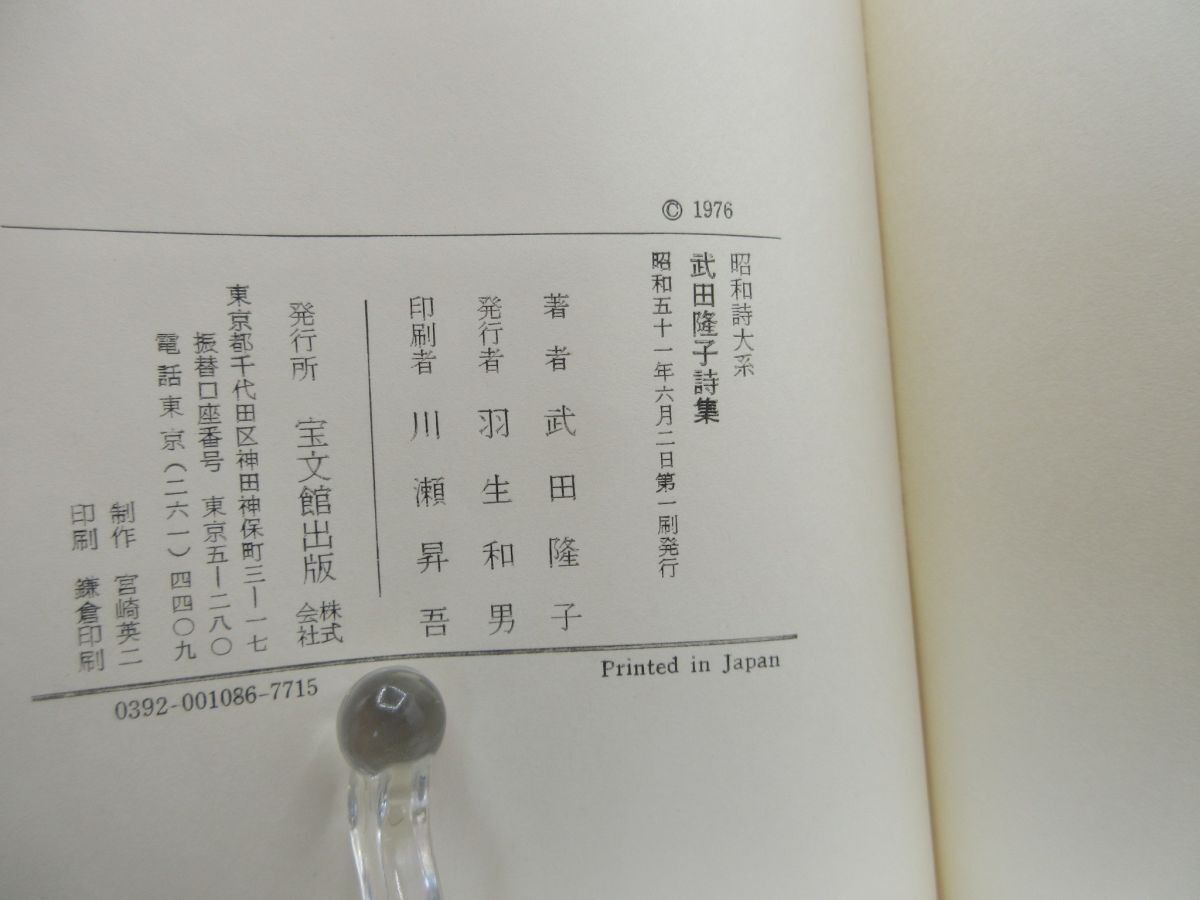 © 1976
昭和詩大系
武田隆子詩集
昭和五十一年六月二日第一刷発行
著者 武田隆子
発行者 羽生和男
印刷者 川瀬昇吾
発行所 宝文館出版株式会社
東京都千代田区神田神保町三ー一七
振替口座番号 東京五ー二八〇
電話東京(二六一)四四〇九
制作 宮崎英二
印刷 鎌倉印刷
Printed in Japan
0392-001086-7715